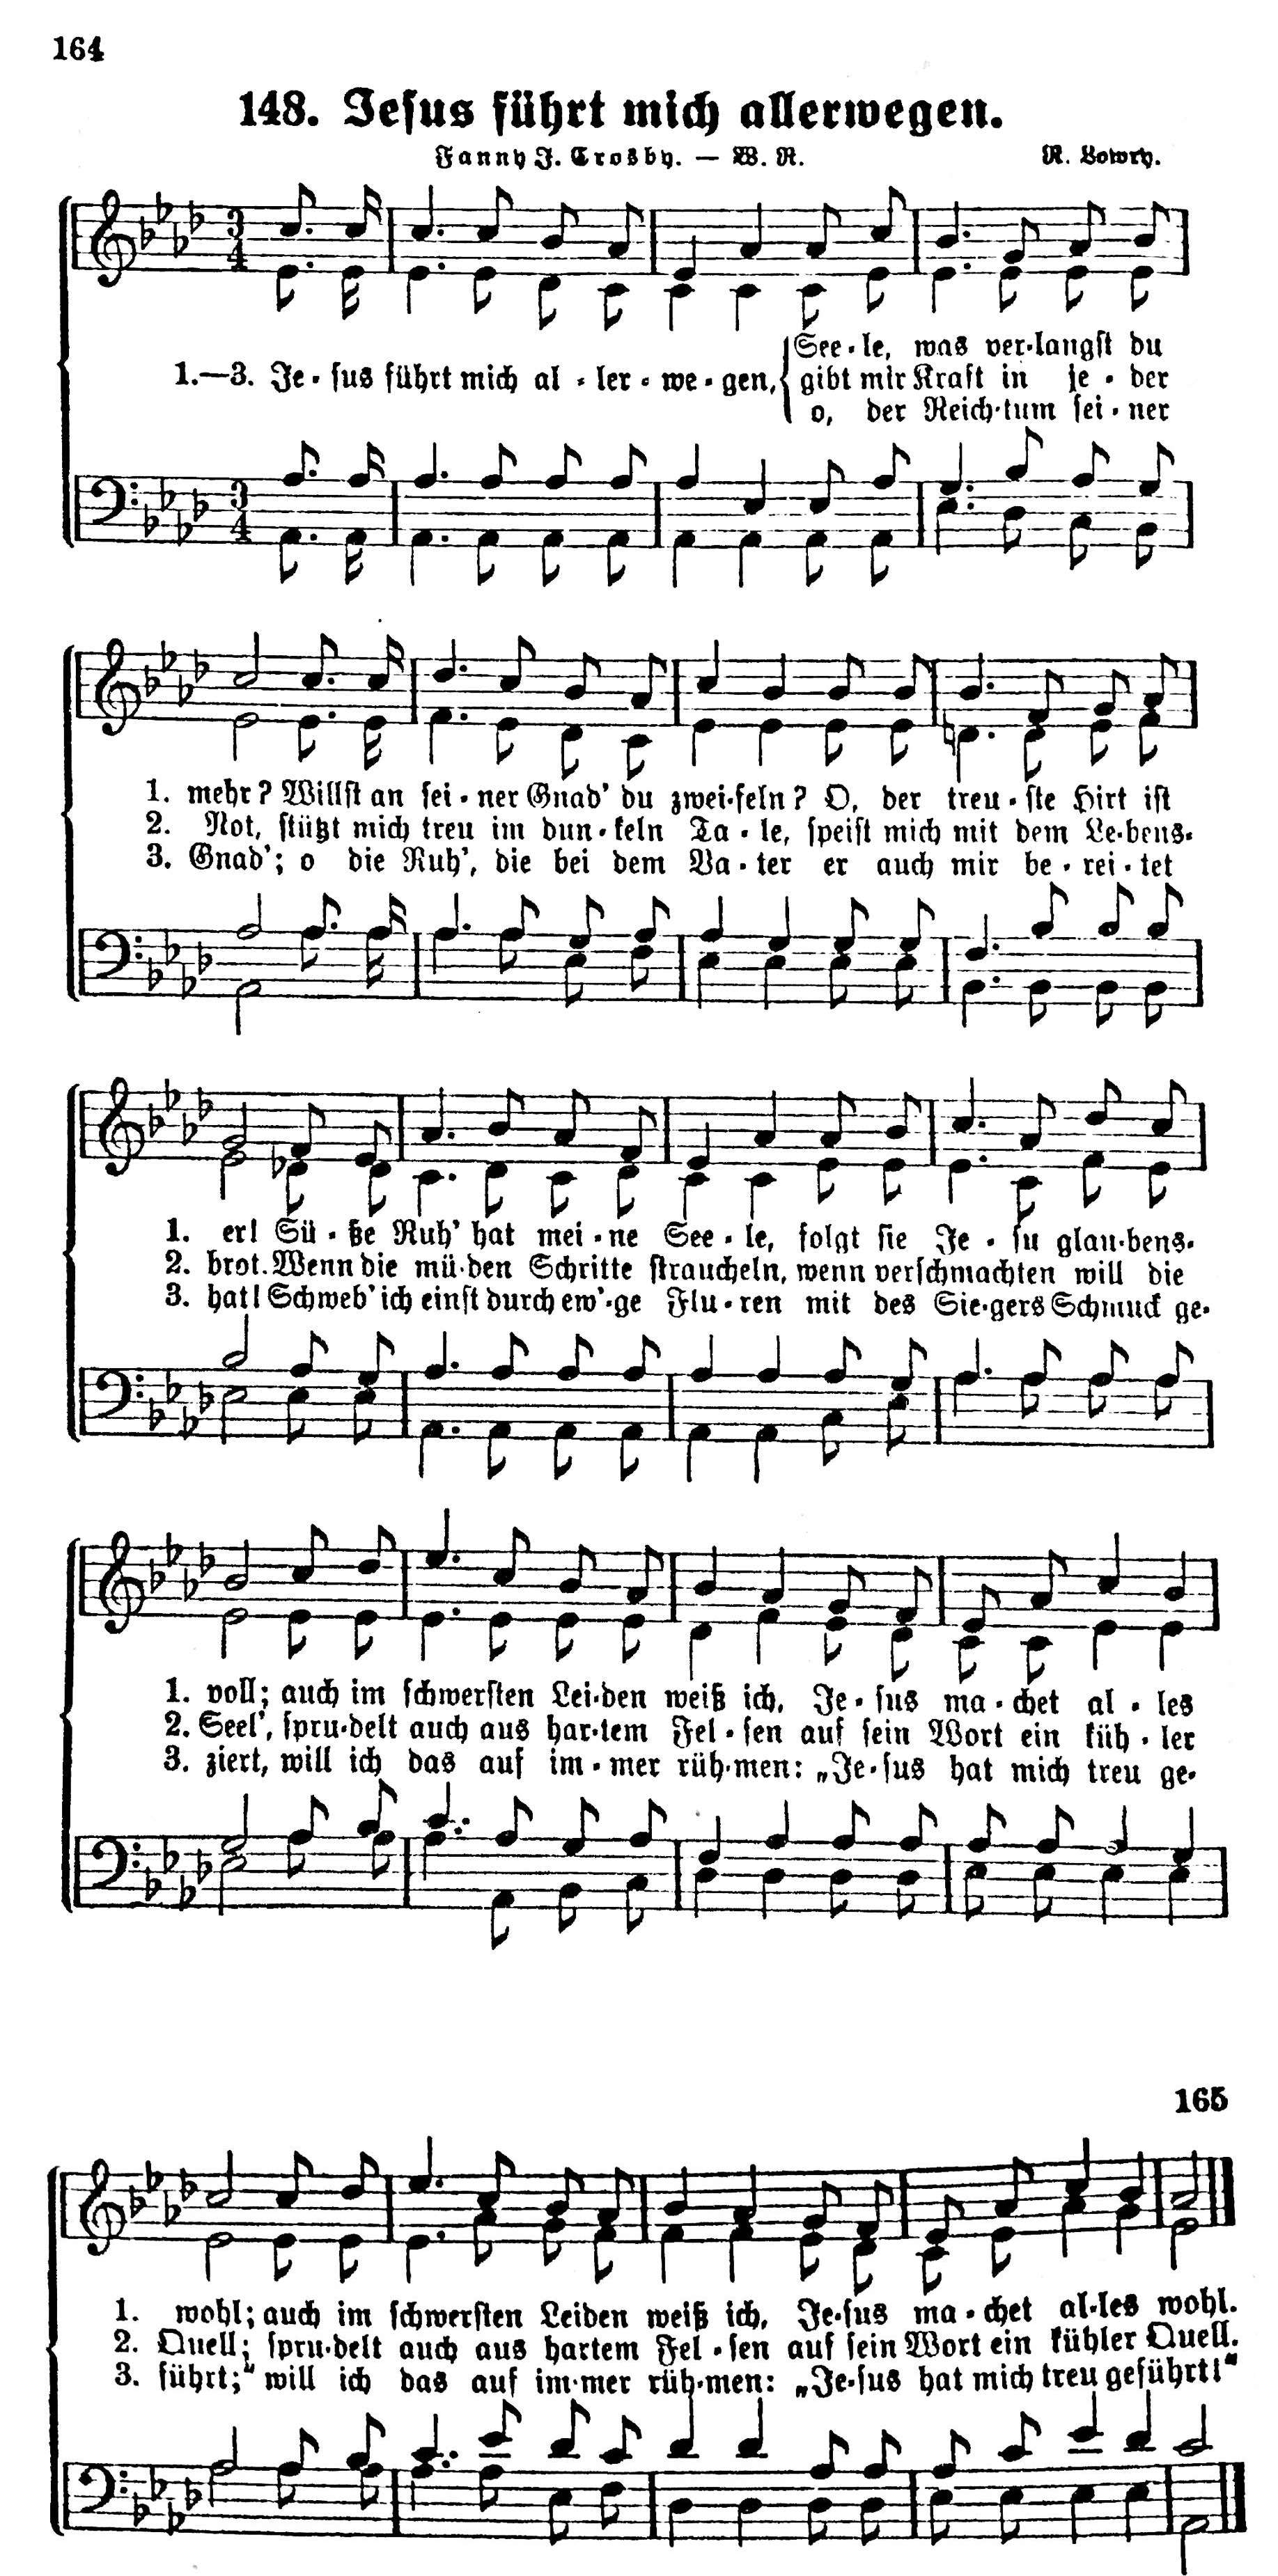 164
148. Jesus führt mich allerwegen.
Fanny J. Crosby. — W. R. R. Lowry.
See-le, was ver-langst du
1.—3. Je-sus führt mich al-ler-we-gen, gibt mir Kraft in je-der
o, der Reich-tum sei-ner
1. mehr? Willst an sei-ner Gnad' du zwei-feln? O, der treu-ste Hirt ist
2. Not, stützt mich treu im dun-keln Ta-le, speist mich mit dem Le-bens-
3. Gnad'; o die Ruh', die bei dem Va-ter er auch mir be-rei-tet
1. er! Sü-ße Ruh' hat mei-ne See-le, folgt sie Je-su glau-bens-
2. brot. Wenn die mü-den Schritte straucheln, wenn verschmachten will die
3. hat! Schweb' ich einst durch ew'-ge Flu-ren mit des Sie-gers Schmuck ge-
1. voll; auch im schwersten Lei-den weiß ich, Je-sus ma-chet al-les
2. Seel', spru-delt auch aus har-tem Fel-sen auf sein Wort ein küh-ler
3. ziert, will ich das auf im-mer rüh-men: „Je-sus hat mich treu ge-
165
1. wohl; auch im schwersten Leiden weiß ich, Je-sus ma-chet al-les wohl.
2. Quell; spru-delt auch aus hartem Fel-sen auf sein Wort ein kühler Quell.
3. führt;" will ich das auf im-mer rüh-men: „Je-sus hat mich treu geführt!"